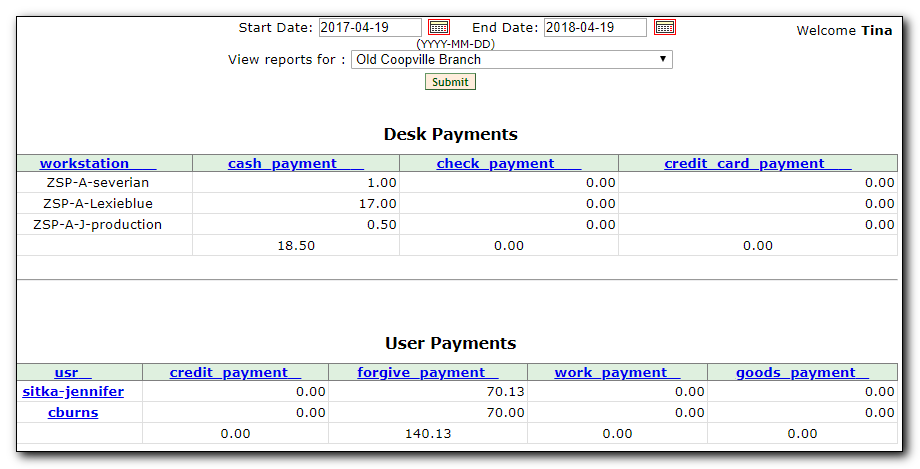 Start Date: 2017-04-19 End Date: 2018-04-19 Welcome Tina
(YYYY-MM-DD)
View reports for : Old Coopville Branch
Submit
Desk Payments
workstation cash_payment check_payment credit_card_payment
ZSP-A-severian 1.00 0.00 0.00
ZSP-A-Lexieblue 17.00 0.00 0.00
ZSP-A-J-production 0.50 0.00 0.00
18.50 0.00 0.00
User Payments
usr credit_payment forgive_payment work_payment goods_payment
sitka-jennifer 0.00 70.13 0.00 0.00
cburns 0.00 70.00 0.00 0.00
0.00 140.13 0.00 0.00